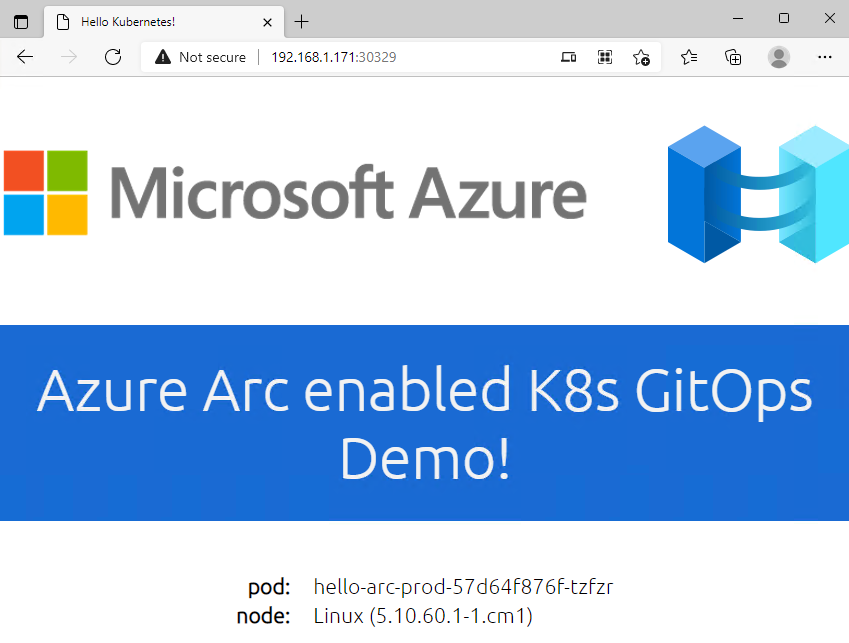 Hello Kubernetes!
Not secure
192.168.1.171:30329
Microsoft Azure
Azure Arc enabled K8s GitOps
Demo!
pod: hello-arc-prod-57d64f876f-tzfzr
node: Linux (5.10.60.1-1.cm1)